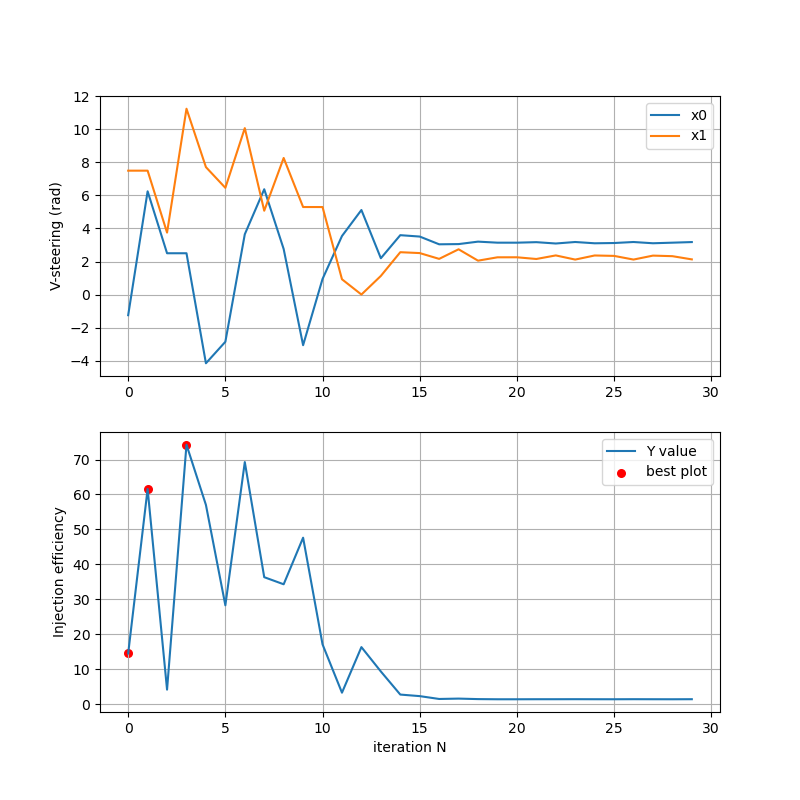 12
10
8
6
4
2
0
−2
−4
V-steering (rad)
x0
x1
0 5 10 15 20 25 30
70
60
50
40
30
20
10
0
Injection efficiency
Y value
best plot
0 5 10 15 20 25 30
iteration N